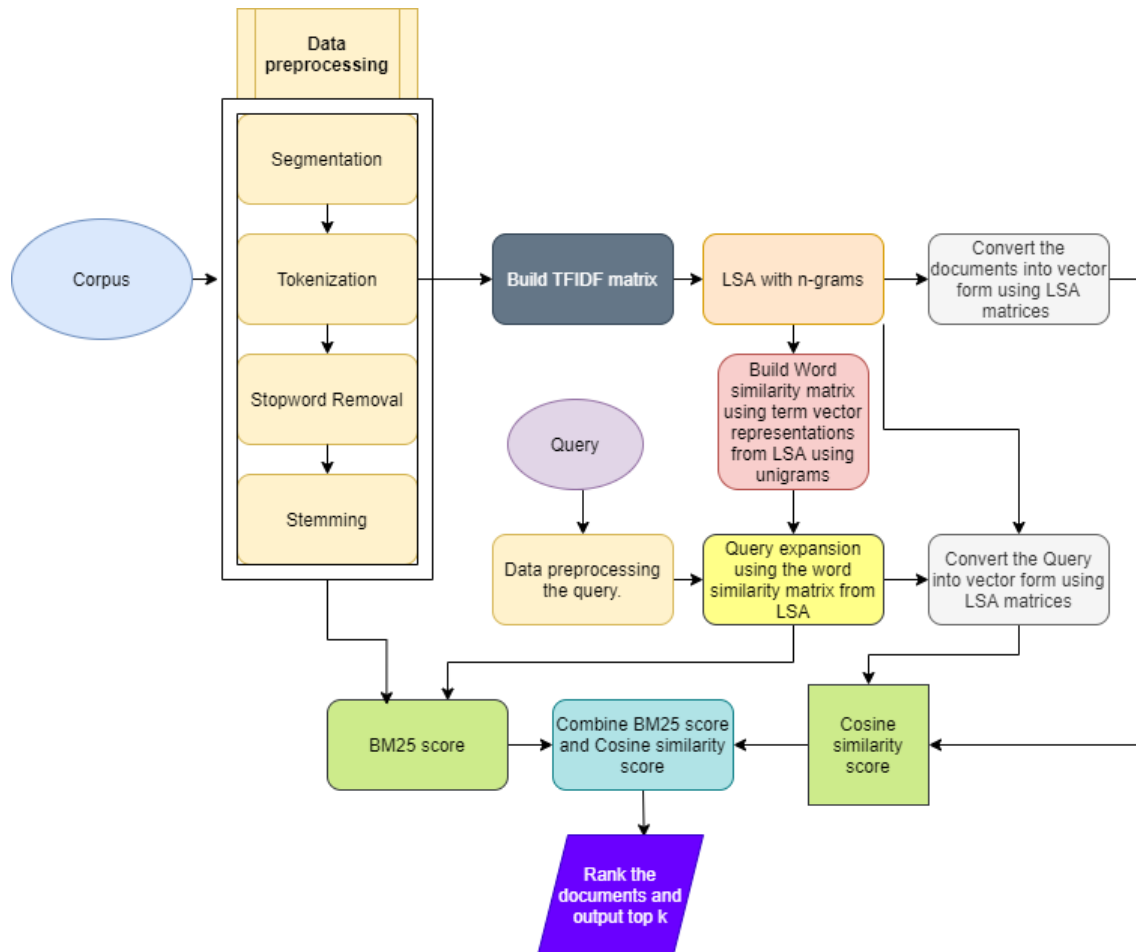 Data
preprocessing
Segmentation
Corpus
Tokenization
Build TFIDF matrix
LSA with n-grams
Convert the
documents into vector
form using LSA
matrices
Stopword Removal
Query
Build Word
similarity matrix
using term vector
representations
from LSA using
unigrams
Stemming
Data preprocessing
the query.
Query expansion
using the word
similarity matrix from
LSA
Convert the Query
into vector form using
LSA matrices
BM25 score
Combine BM25 score
and Cosine similarity
score
Cosine
similarity
score
Rank the
documents and
output top k